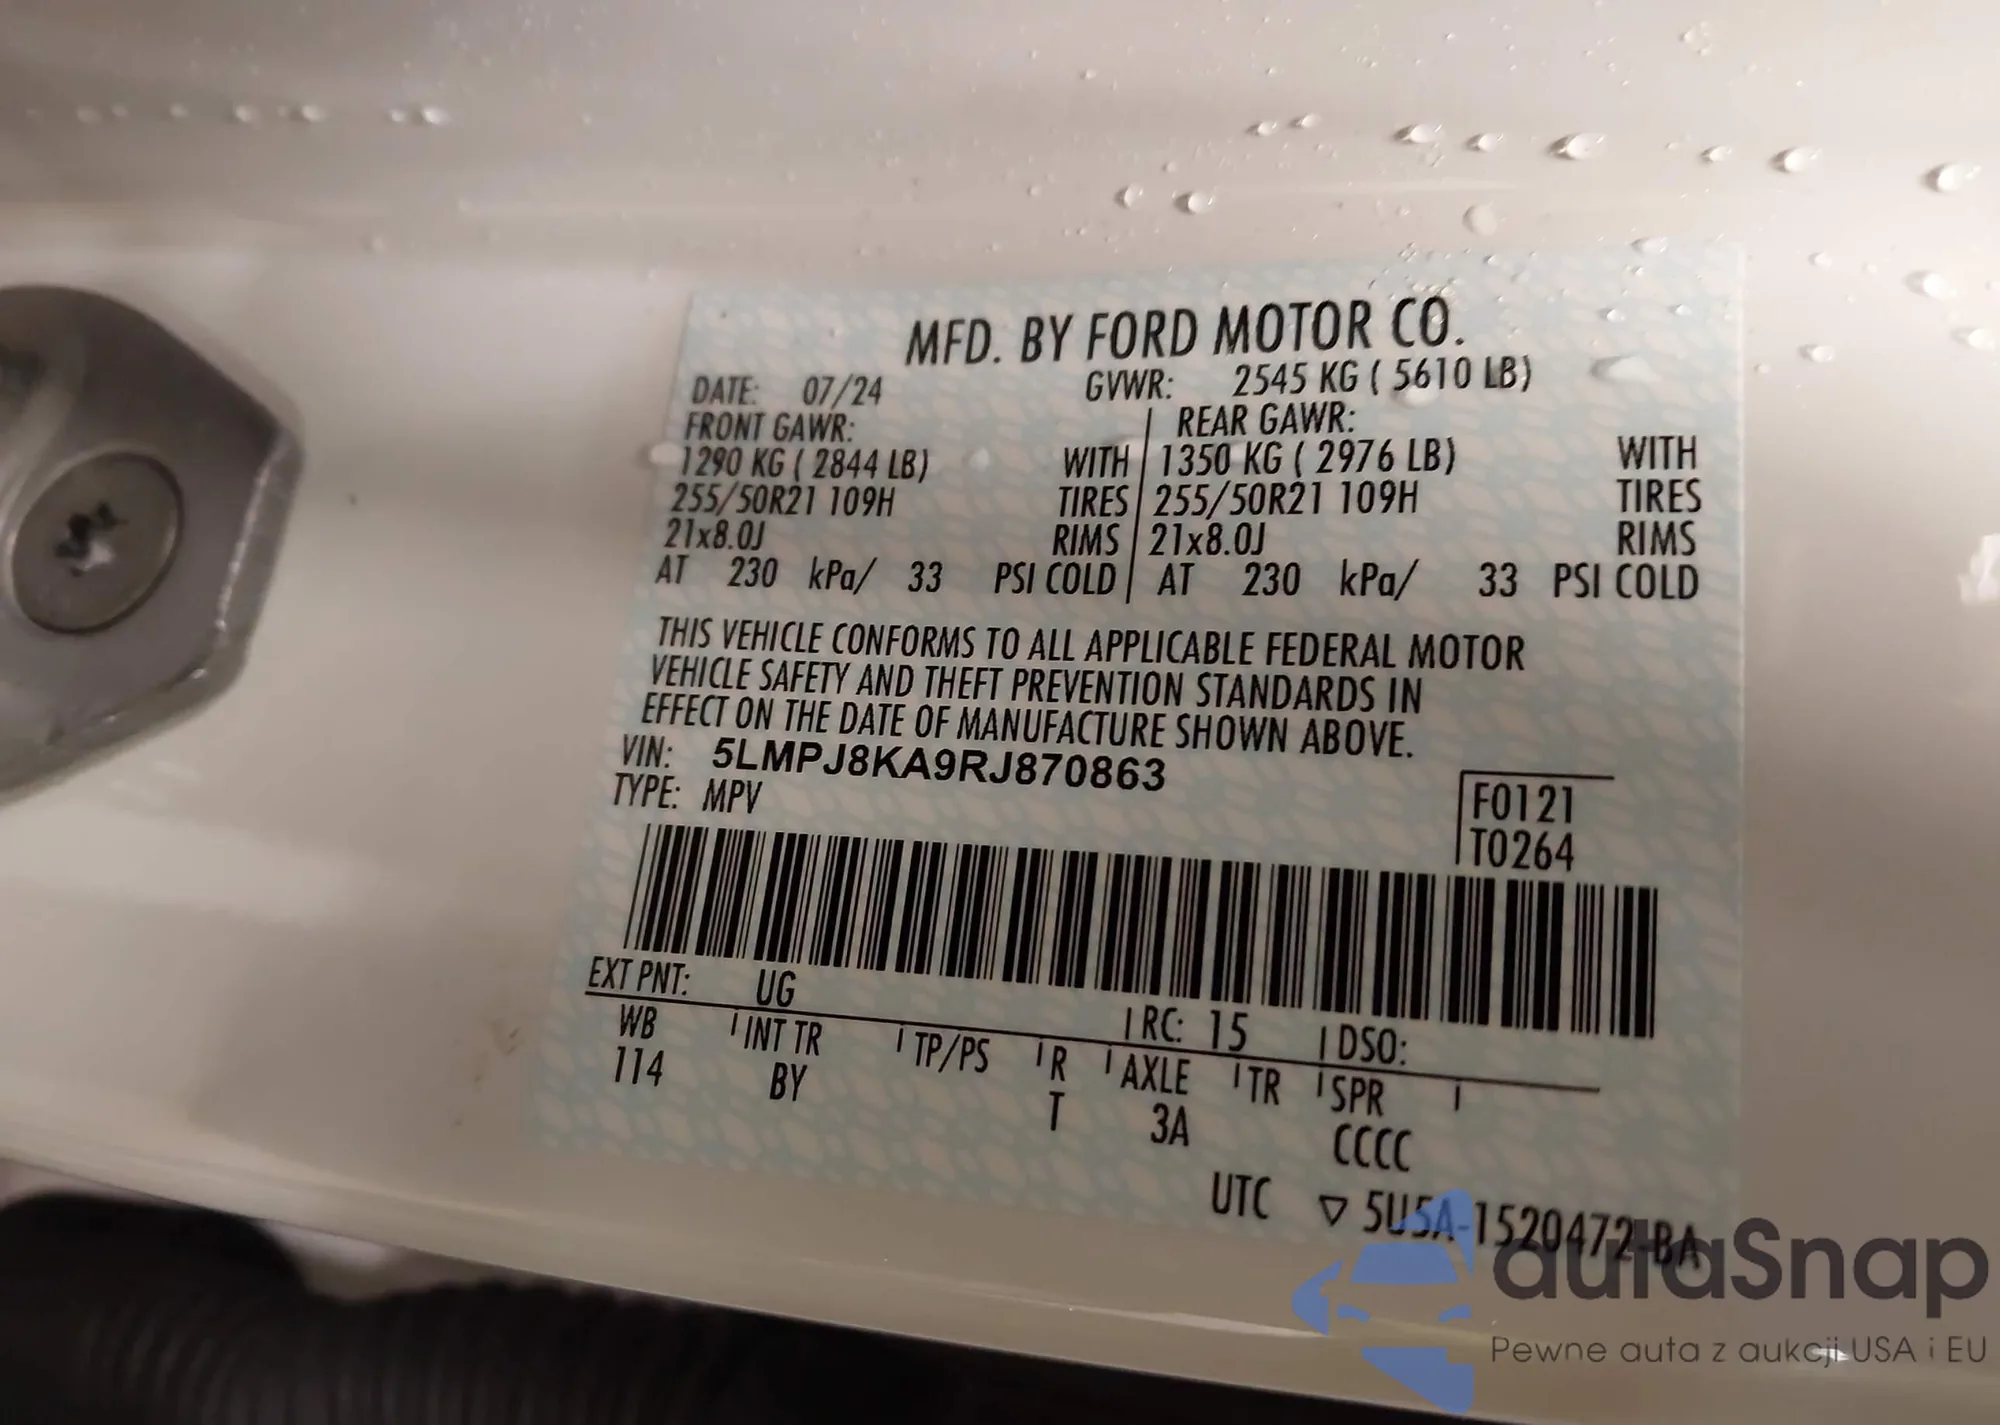 MFD. BY FORD MOTOR CO.
DATE: 07/24 GVWR: 2545 KG ( 5610 LB)
FRONT GAWR: REAR GAWR:
1290 KG ( 2844 LB) WITH 1350 KG ( 2976 LB) WITH
255/50R21 109H TIRES 255/50R21 109H TIRES
21x8.0J RIMS 21x8.0J RIMS
AT 230 kPa/ 33 PSI COLD AT 230 kPa/ 33 PSI COLD
THIS VEHICLE CONFORMS TO ALL APPLICABLE FEDERAL MOTOR
VEHICLE SAFETY AND THEFT PREVENTION STANDARDS IN
EFFECT ON THE DATE OF MANUFACTURE SHOWN ABOVE.
VIN: 5LMPJ8KA9RJ870863
TYPE: MPV
F0121
T0264
EXT PNT: UG RC: 15 DSO:
WB INT TR TP/PS R AXLE TR SPR
114 BY T 3A CCCC
UTC ▽ 5U5A-1520472-BA
autaSnap
Pewne auta z aukcji USA i EU